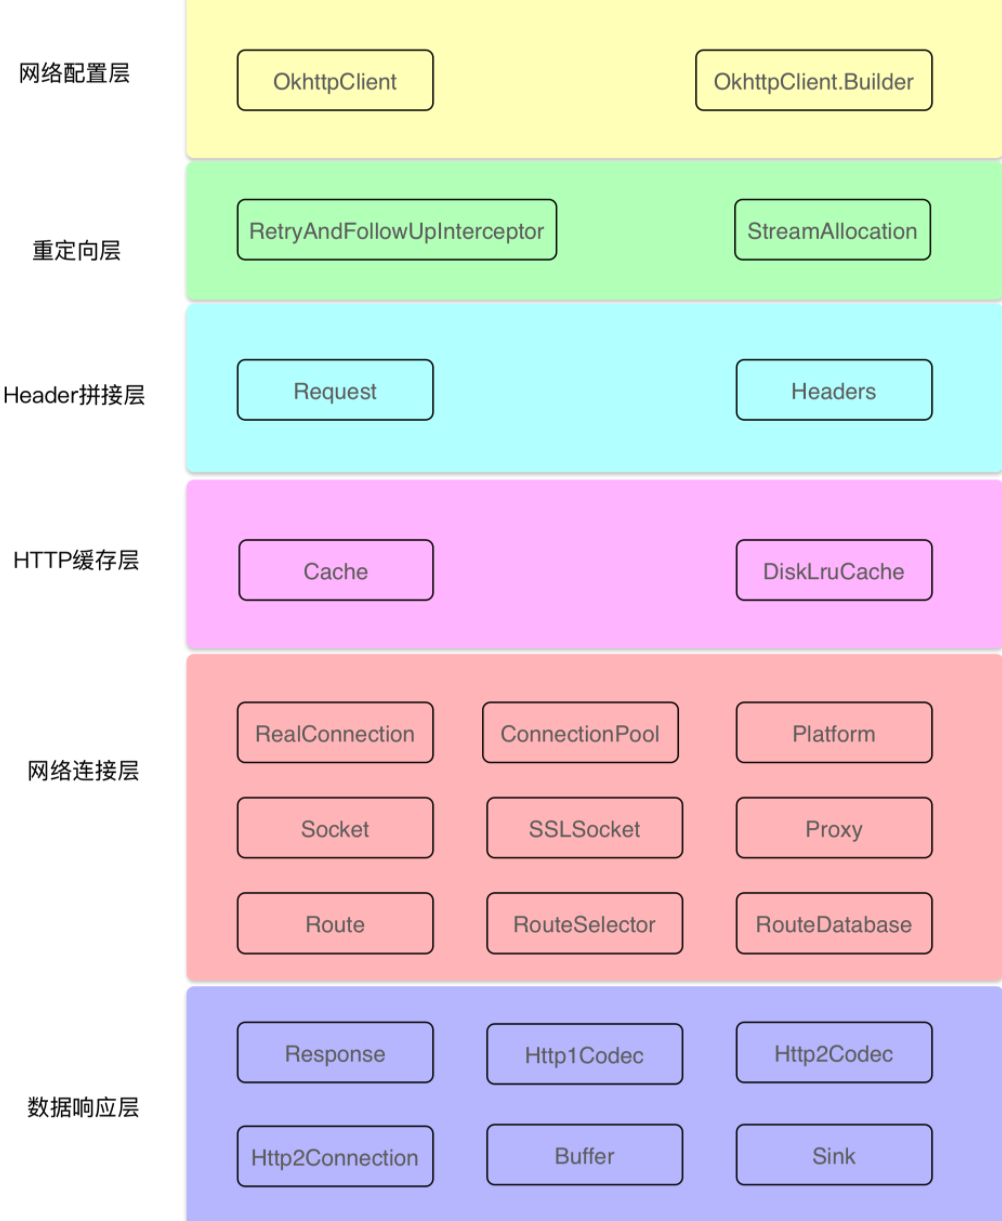 网络配置层
OkhttpClient
OkhttpClient.Builder
重定向层
RetryAndFollowUpInterceptor
StreamAllocation
Header拼接层
Request
Headers
HTTP缓存层
Cache
DiskLruCache
网络连接层
RealConnection
ConnectionPool
Platform
Socket
SSLSocket
Proxy
Route
RouteSelector
RouteDatabase
数据响应层
Response
Http1Codec
Http2Codec
Http2Connection
Buffer
Sink